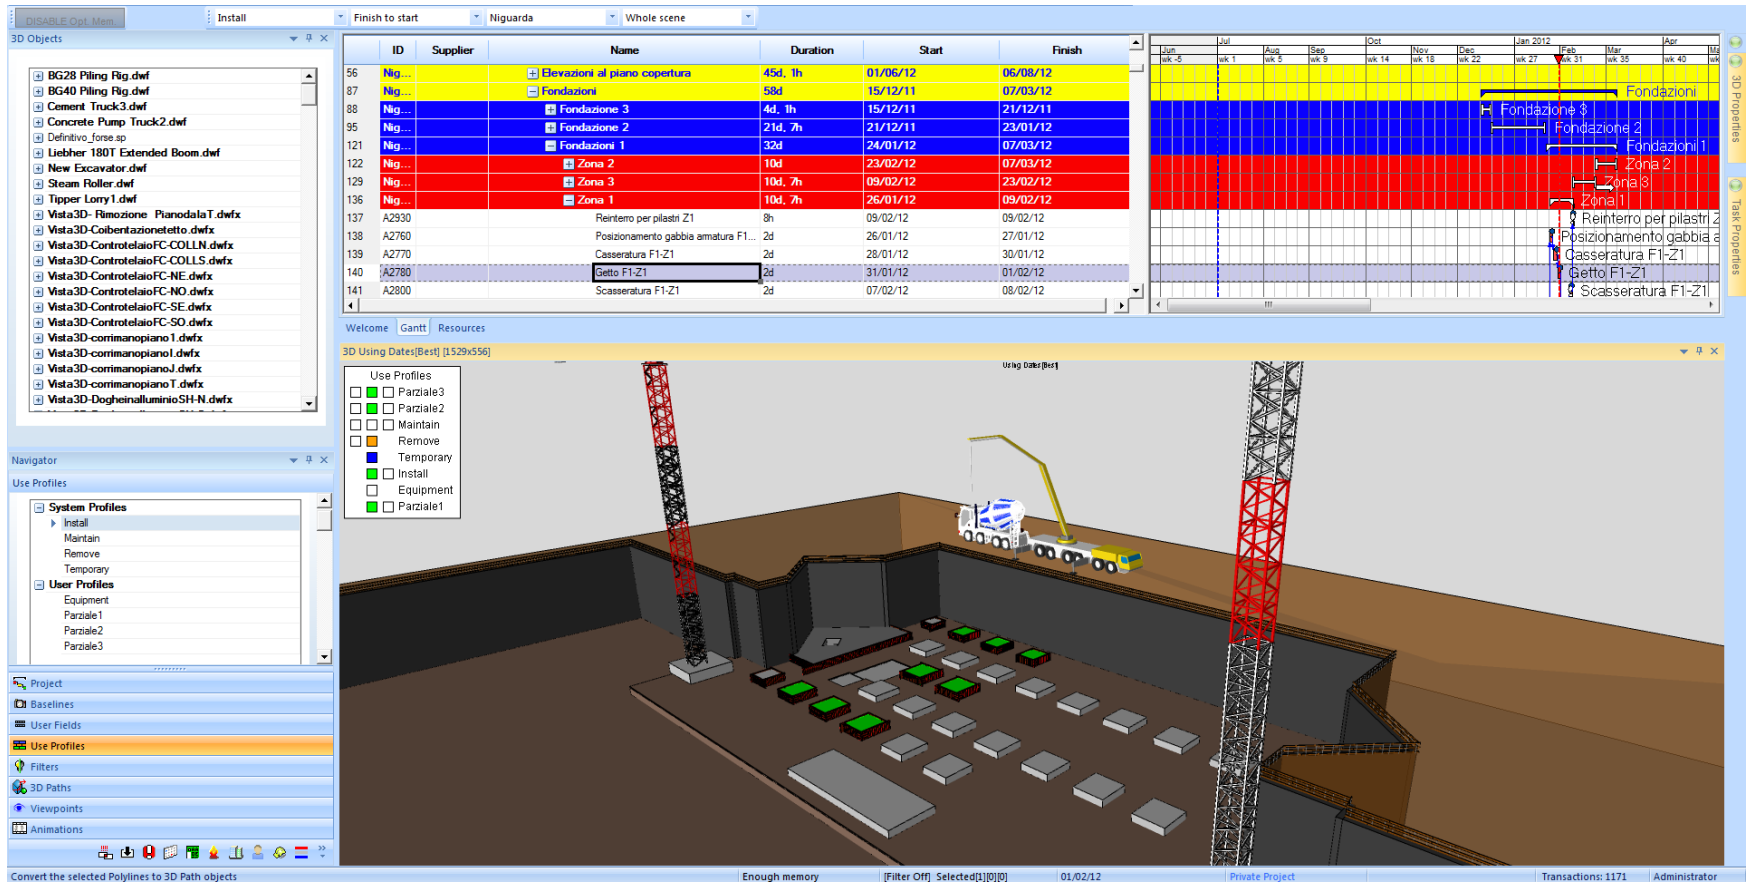 DISABLE Opt. Mem.
Install
Finish to start
Niguarda
Whole scene
3D Objects
BG28 Piling Rig.dwf
BG40 Piling Rig.dwf
Cement Truck3.dwf
Concrete Pump Truck2.dwf
Definitivo_forse.sp
Liebher 180T Extended Boom.dwf
New Excavator.dwf
Steam Roller.dwf
Tipper Lorry1.dwf
Vista3D- Rimozione PianodalaT.dwfx
Vista3D-Coibentazionetetto.dwfx
Vista3D-ControtelaioFC-COLLN.dwfx
Vista3D-ControtelaioFC-COLLS.dwfx
Vista3D-ControtelaioFC-NE.dwfx
Vista3D-ControtelaioFC-NO.dwfx
Vista3D-ControtelaioFC-SE.dwfx
Vista3D-ControtelaioFC-SO.dwfx
Vista3D-corrimanopiano1.dwfx
Vista3D-corrimanopianoI.dwfx
Vista3D-corrimanopianoJ.dwfx
Vista3D-corrimanopianoT.dwfx
Vista3D-DogheinalluminioSH-N.dwfx
Navigator
Use Profiles
System Profiles
Install
Maintain
Remove
Temporary
User Profiles
Equipment
Parziale1
Parziale2
Parziale3
Project
Baselines
User Fields
Use Profiles
Filters
3D Paths
Viewpoints
Animations
ID Supplier Name Duration Start Finish
56 Nig... Elevazioni al piano copertura 45d, 1h 01/06/12 06/08/12
87 Nig... Fondazioni 58d 15/12/11 07/03/12
88 Nig... Fondazione 3 4d, 1h 15/12/11 21/12/11
95 Nig... Fondazione 2 21d, 7h 21/12/11 23/01/12
121 Nig... Fondazioni 1 32d 24/01/12 07/03/12
122 Nig... Zona 2 10d 23/02/12 07/03/12
129 Nig... Zona 3 10d, 7h 09/02/12 23/02/12
136 Nig... Zona 1 10d, 7h 26/01/12 09/02/12
137 A2930 Reinterro per pilastri Z1 8h 09/02/12 09/02/12
138 A2760 Posizionamento gabbia armatura F1... 2d 26/01/12 27/01/12
139 A2770 Casseratura F1-Z1 2d 28/01/12 30/01/12
140 A2780 Getto F1-Z1 2d 31/01/12 01/02/12
141 A2800 Scasseratura F1-Z1 2d 07/02/12 08/02/12
Jul Oct Jan 2012 Apr
Jun Aug Sep Nov Dec Feb Mar Ma
wk -5 wk 1 wk 5 wk 9 wk 14 wk 18 wk 22 wk 27 wk 31 wk 35 wk 40 wk
Fondazioni
Fondazione 3
Fondazione 2
Fondazioni 1
Zona 2
Zona 3
Zona 1
Reinterro per pilastri Z
Posizionamento gabbia a
Casseratura F1-Z1
Getto F1-Z1
Scasseratura F1-Z1
3D Properties
Task Properties
Welcome Gantt Resources
3D Using Dates[Best] [1529x556]
Using Dates[Best]
Use Profiles
Parziale3
Parziale2
Maintain
Remove
Temporary
Install
Equipment
Parziale1
Convert the selected Polylines to 3D Path objects
Enough memory
[Filter Off] Selected[1][0][0]
01/02/12
Private Project
Transactions: 1171
Administrator